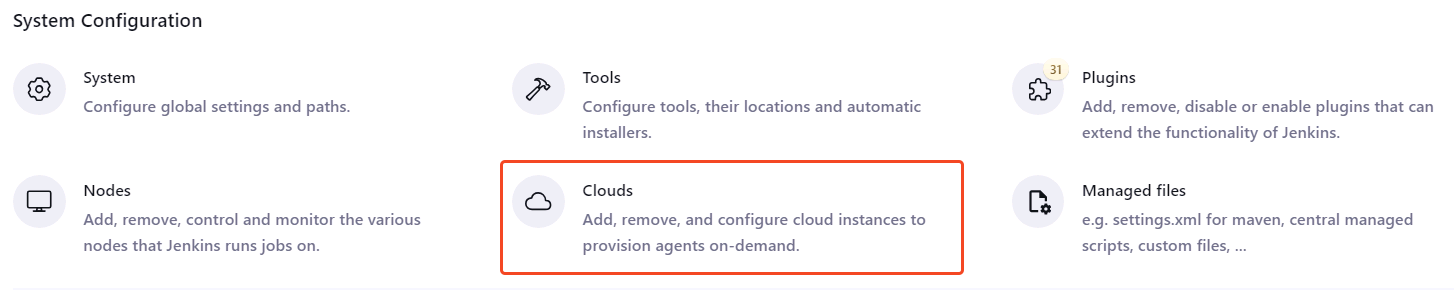 System Configuration
System
Configure global settings and paths.
Tools
Configure tools, their locations and automatic
installers.
31
Plugins
Add, remove, disable or enable plugins that can
extend the functionality of Jenkins.
Nodes
Add, remove, control and monitor the various
nodes that Jenkins runs jobs on.
Clouds
Add, remove, and configure cloud instances to
provision agents on-demand.
Managed files
e.g. settings.xml for maven, central managed
scripts, custom files, ...